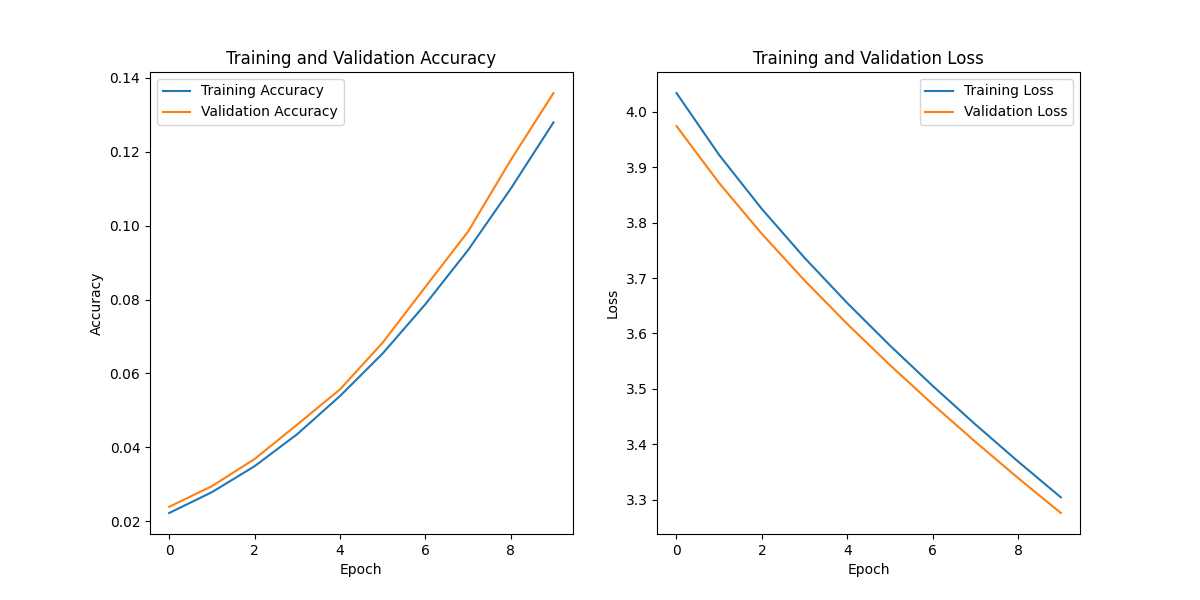 Training and Validation Accuracy
0.14
0.12
0.10
0.08
0.06
0.04
0.02
Accuracy
Training Accuracy
Validation Accuracy
0
2
4
6
8
Epoch
Training and Validation Loss
4.0
3.9
3.8
3.7
3.6
3.5
3.4
3.3
Loss
Training Loss
Validation Loss
0
2
4
6
8
Epoch